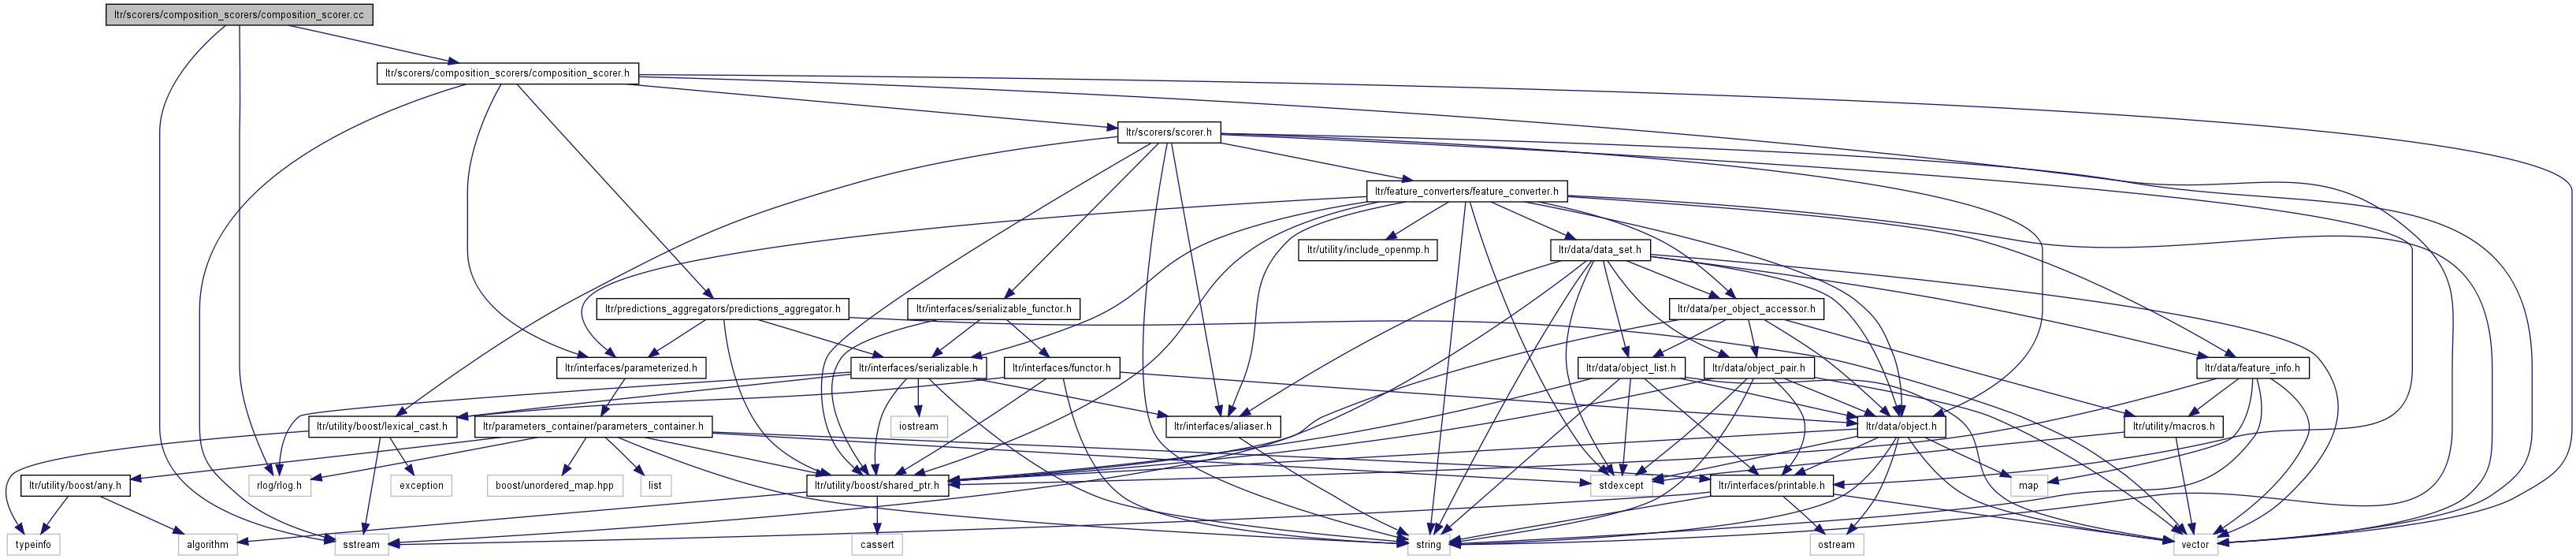 ltr/scorers/composition_scorers/composition_scorer.cc
ltr/scorers/composition_scorers/composition_scorer.h
ltr/scorers/scorer.h
ltr/feature_converters/feature_converter.h
ltr/utility/include_openmp.h
ltr/data/data_set.h
ltr/predictions_aggregators/predictions_aggregator.h
ltr/interfaces/serializable_functor.h
ltr/data/per_object_accessor.h
ltr/interfaces/parameterized.h
ltr/interfaces/serializable.h
ltr/interfaces/functor.h
ltr/data/object_list.h
ltr/data/object_pair.h
ltr/data/feature_info.h
ltr/utility/boost/lexical_cast.h
ltr/parameters_container/parameters_container.h
iostream
ltr/interfaces/aliaser.h
ltr/data/object.h
ltr/utility/macros.h
ltr/utility/boost/any.h
rlog/rlog.h
exception
boost/unordered_map.hpp
list
ltr/utility/boost/shared_ptr.h
stdexcept
ltr/interfaces/printable.h
map
typeinfo
algorithm
sstream
cassert
string
ostream
vector